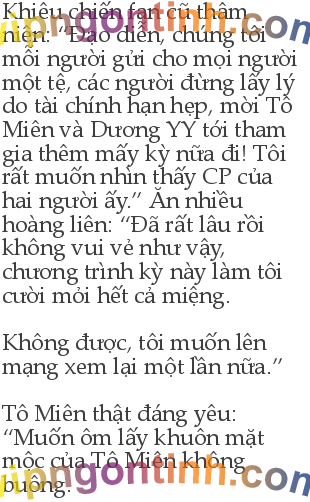 Khiêu chiến fan cũ thâm
niên: “Đạo diễn, chúng tôi
mỗi người gửi cho mọi người
một tệ, các người đừng lấy lý
do tài chính hạn hẹp, mời Tô
Miên và Dương YY tới tham
gia thêm mấy kỳ nữa đi! Tôi
rất muốn nhìn thấy CP của
hai người ấy.” Ăn nhiều
hoàng liên: “Đã rất lâu rồi
không vui vẻ như vậy,
chương trình kỳ này làm tôi
cười mỏi hết cả miệng.
Không được, tôi muốn lên
mạng xem lại một lần nữa.”
Tô Miên thật đáng yêu:
“Muốn ôm lấy khuôn mặt
mộc của Tô Miên không
buông.
vipngontinh.com
vipngontinh.com